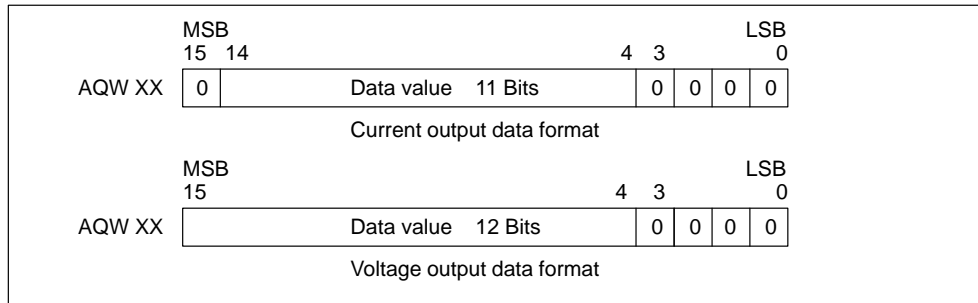 MSB LSB
15 14 4 3 0
AQW XX 0 Data value 11 Bits 0 0 0 0
Current output data format
MSB LSB
15 4 3 0
AQW XX Data value 12 Bits 0 0 0 0
Voltage output data format